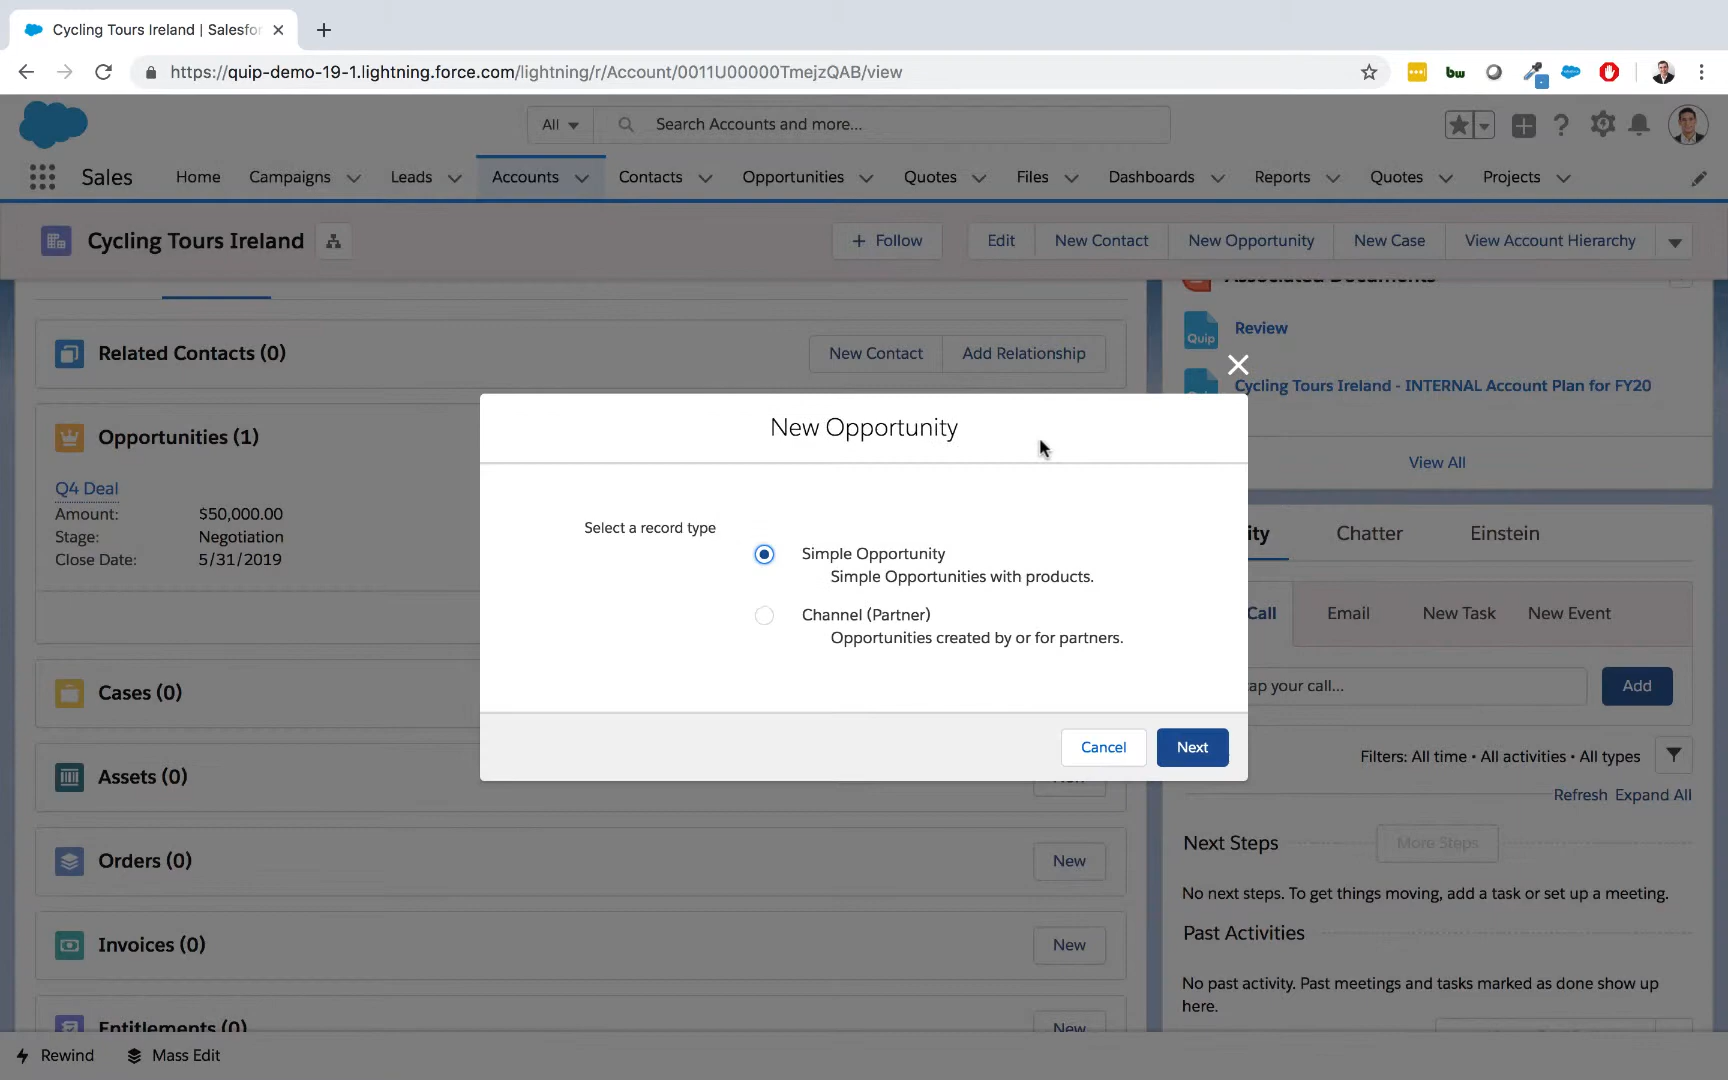 Cycling Tours Ireland | Salesfor
https://quip-demo-19-1.lightning.force.com/lightning/r/Account/0011U00000TmejzQAB/view
bw
All
Search Accounts and more...
Sales
Home
Campaigns
Leads
Accounts
Contacts
Opportunities
Quotes
Files
Dashboards
Reports
Quotes
Projects
Cycling Tours Ireland
+ Follow
Edit
New Contact
New Opportunity
New Case
View Account Hierarchy
Associated Documents
Related Contacts (0)
New Contact
Add Relationship
Quip
Review
Cycling Tours Ireland - INTERNAL Account Plan for FY20
View All
Opportunities (1)
Q4 Deal
Amount: $50,000.00
Stage: Negotiation
Close Date: 5/31/2019
New Opportunity
Select a record type
Simple Opportunity
Simple Opportunities with products.
Channel (Partner)
Opportunities created by or for partners.
Cancel
Next
ity
Chatter
Einstein
Call
Email
New Task
New Event
ap your call...
Add
Filters: All time • All activities • All types
Refresh
Expand All
Next Steps
More Steps
No next steps. To get things moving, add a task or set up a meeting.
Past Activities
No past activity. Past meetings and tasks marked as done show up
here.
Cases (0)
Assets (0)
New
Orders (0)
New
Invoices (0)
New
Entitlements (0)
New
Rewind
Mass Edit